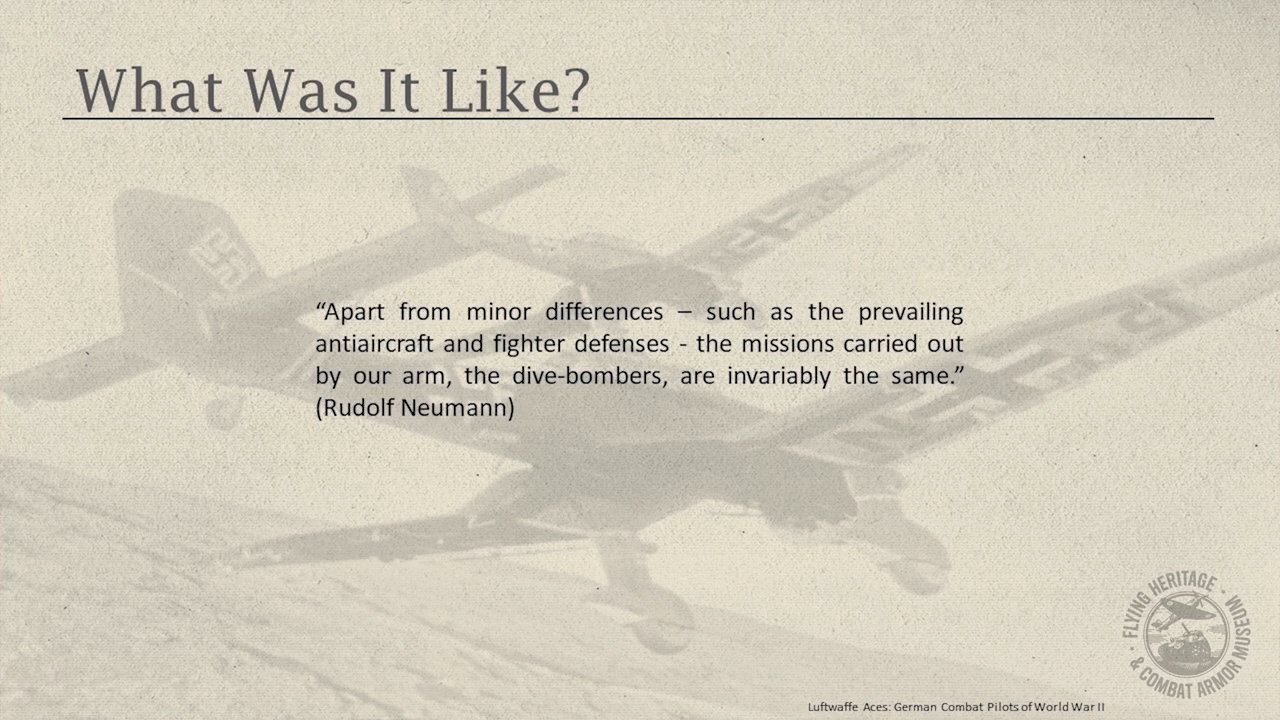 What Was It Like?
“Apart from minor differences – such as the prevailing
antiaircraft and fighter defenses - the missions carried out
by our arm, the dive-bombers, are invariably the same.”
(Rudolf Neumann)
FLYING HERITAGE
& COMBAT ARMOR MUSEUM
Luftwaffe Aces: German Combat Pilots of World War II